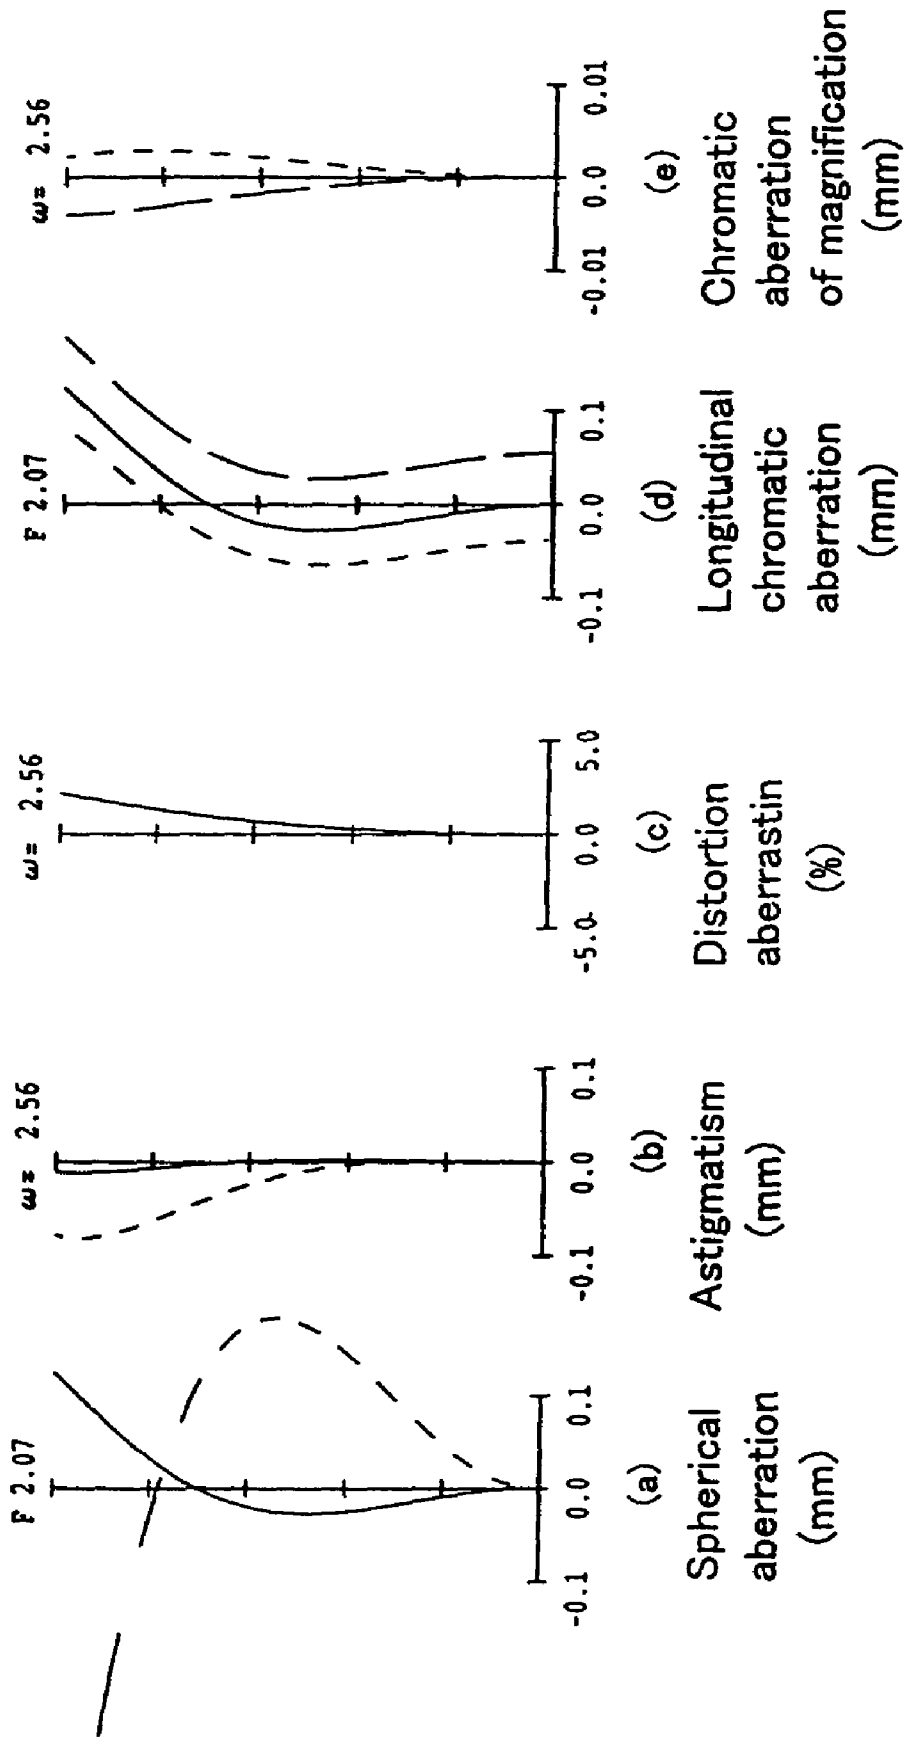 F 2.07
0.1
0.0
-0.1
(a)
Spherical
aberration
(mm)
ω= 2.56
0.1
0.0
-0.1
(b)
Astigmatism
(mm)
ω= 2.56
5.0
0.0
-5.0
(c)
Distortion
aberrastin
(%)
F 2.07
0.1
0.0
-0.1
(d)
Longitudinal
chromatic
aberration
(mm)
ω= 2.56
0.01
0.0
-0.01
(e)
Chromatic
aberration
of magnification
(mm)